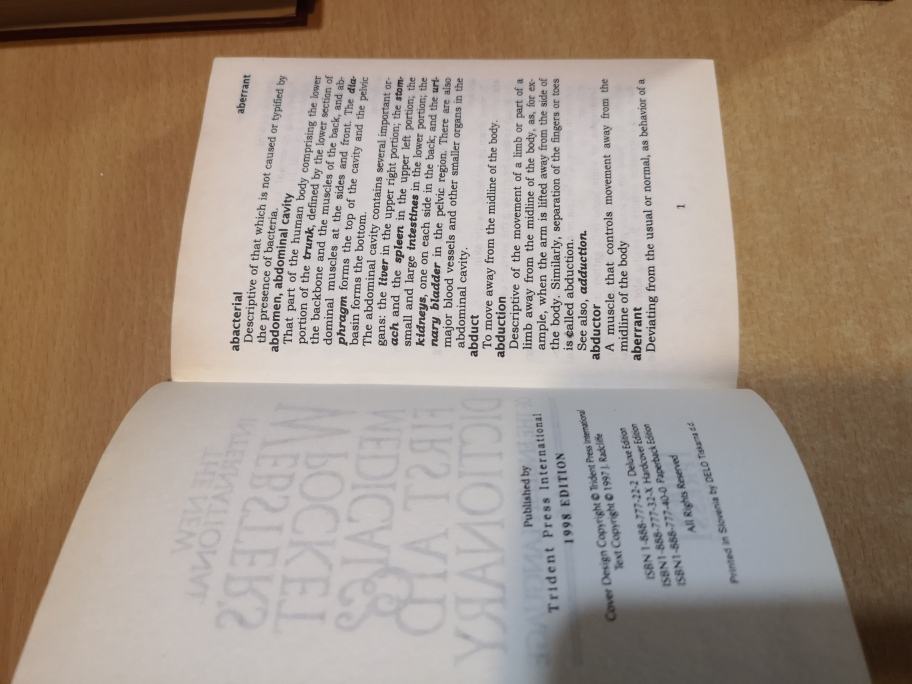 Published by
Trident Press International
1998 EDITION
Cover Design Copyright © Trident Press International
Text Copyright © 1997 J. Radcliffe
ISBN 1-888-777-22-2 Deluxe Edition
ISBN1-888-777-32-X Hardcover Edition
ISBN1-888-777-40-0 Paperback Edition
All Rights Reserved
Printed in Slovenia by DELO Tiskarna d.d.
aberrant
abacterial
Descriptive of that which is not caused or typified by
the presence of bacteria.
abdomen, abdominal cavity
That part of the human body comprising the lower
portion of the trunk, defined by the lower section of
the backbone and the muscles of the back, and ab-
dominal muscles at the sides and front. The dia-
phragm forms the top of the cavity and the pelvic
basin forms the bottom.
The abdominal cavity contains several important or-
gans: the liver in the upper right portion; the stom-
ach and the spleen in the upper left portion; the
small and large intestines in the lower portion; the
kidneys, one on each side in the back; and the uri-
nary bladder in the pelvic region. There are also
major blood vessels and other smaller organs in the
abdominal cavity.
abduct
To move away from the midline of the body.
abduction
Descriptive of the movement of a limb or part of a
limb away from the midline of the body, as, for ex-
ample, when the arm is lifted away from the side of
the body. Similarly, separation of the fingers or toes
is called abduction.
See also, adduction.
abductor
A muscle that controls movement away from the
midline of the body
aberrant
Deviating from the usual or normal, as behavior of a
1